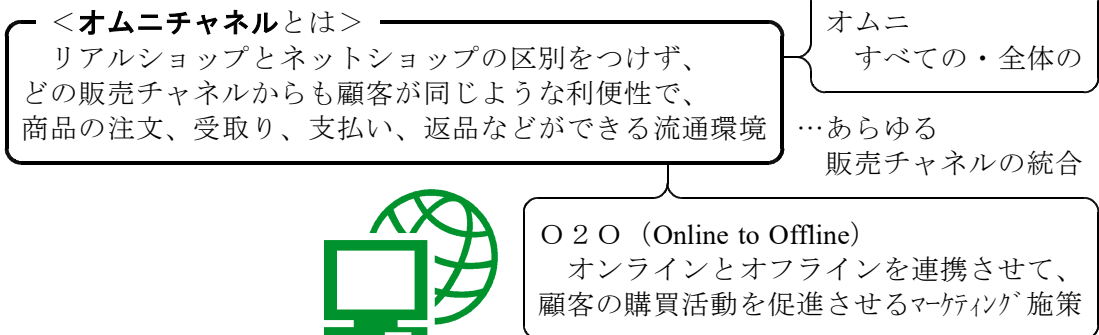 ＜オムニチャネルとは＞
リアルショップとネットショップの区別をつけず、
どの販売チャネルからも顧客が同じような利便性で、
商品の注文、受取り、支払い、返品などができる流通環境
オムニ
すべての・全体の
…あらゆる
販売チャネルの統合
Ｏ２Ｏ（Online to Offline）
オンラインとオフラインを連携させて、
顧客の購買活動を促進させるﾏｰｹﾃｨﾝｸﾞ施策